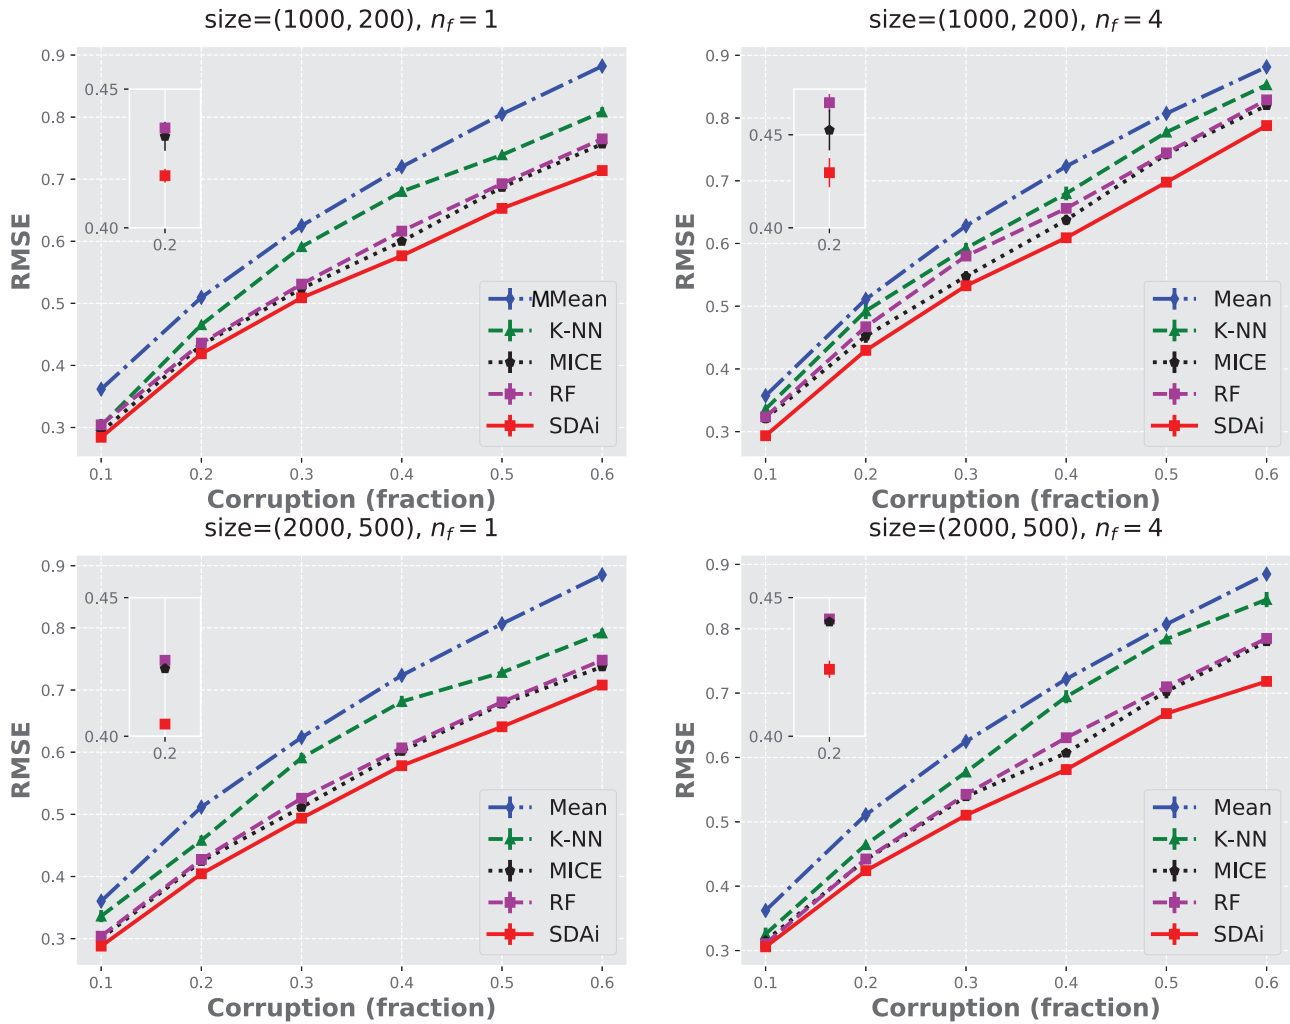 size=(1000, 200), n_f = 1
0.9
0.8
0.7
0.6
0.5
0.4
0.3
RMSE
0.45
0.40
0.2
MMean
K-NN
MICE
RF
SDAi
0.1 0.2 0.3 0.4 0.5 0.6
Corruption (fraction)
size=(1000, 200), n_f = 4
0.9
0.8
0.7
0.6
0.5
0.4
0.3
RMSE
0.45
0.40
0.2
Mean
K-NN
MICE
RF
SDAi
0.1 0.2 0.3 0.4 0.5 0.6
Corruption (fraction)
size=(2000, 500), n_f = 1
0.9
0.8
0.7
0.6
0.5
0.4
0.3
RMSE
0.45
0.40
0.2
Mean
K-NN
MICE
RF
SDAi
0.1 0.2 0.3 0.4 0.5 0.6
Corruption (fraction)
size=(2000, 500), n_f = 4
0.9
0.8
0.7
0.6
0.5
0.4
0.3
RMSE
0.45
0.40
0.2
Mean
K-NN
MICE
RF
SDAi
0.1 0.2 0.3 0.4 0.5 0.6
Corruption (fraction)